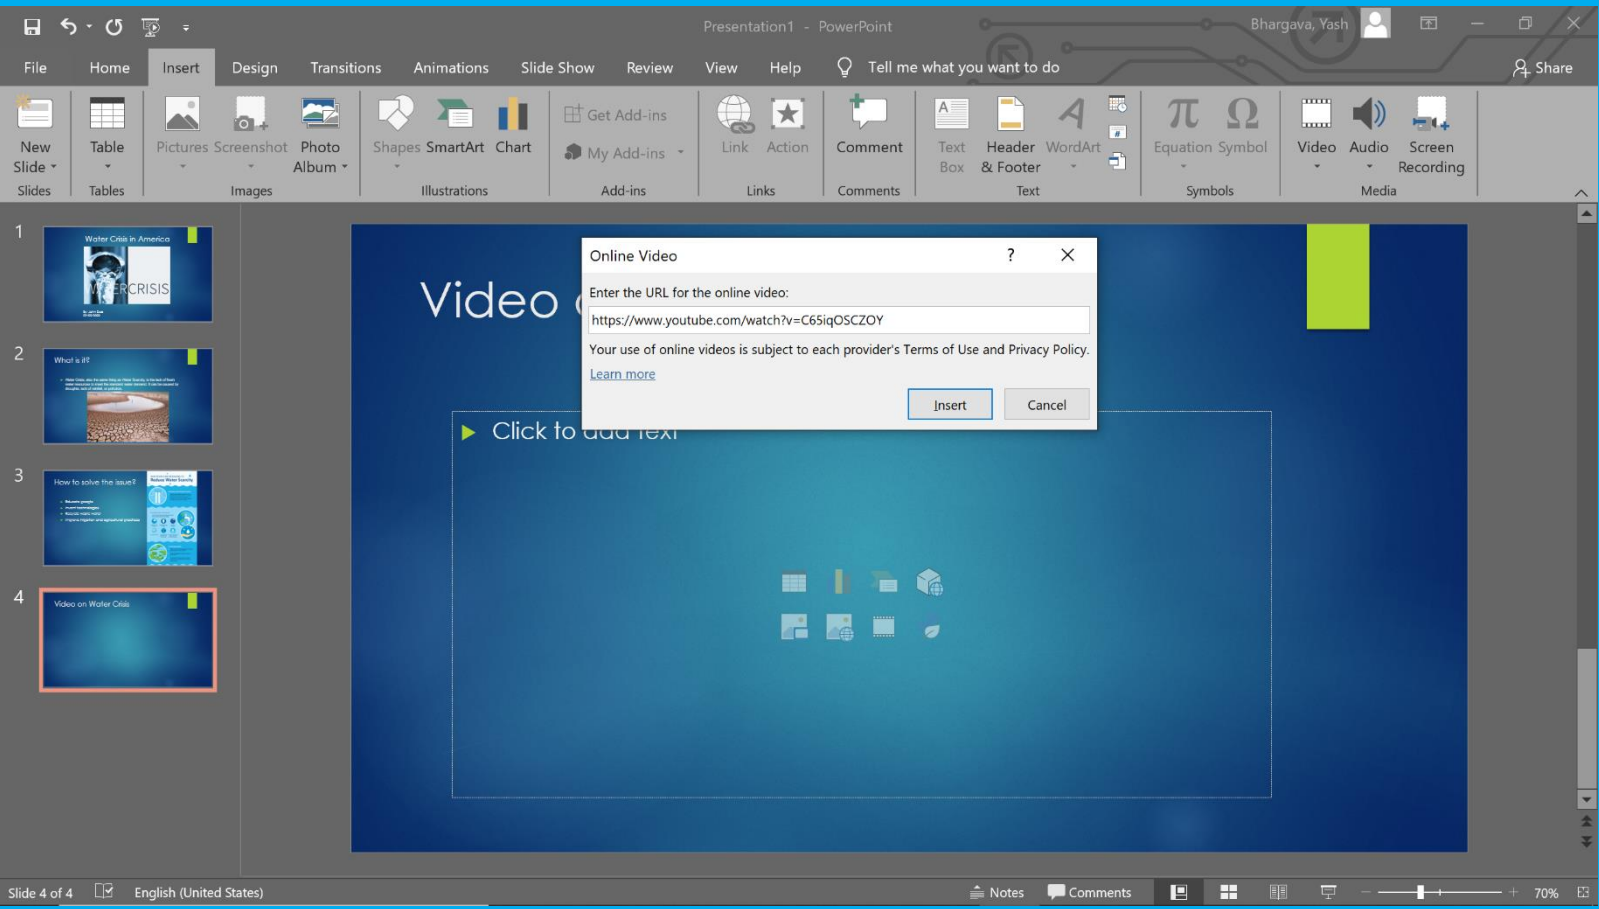 Presentation1 - PowerPoint
Bhargava, Yash
File Home Insert Design Transitions Animations Slide Show Review View Help Tell me what you want to do Share
New Slide
Table
Pictures
Screenshot
Photo Album
Shapes
SmartArt
Chart
Get Add-ins
My Add-ins
Link
Action
Comment
A
Text Box
Header & Footer
A
WordArt
#
π
Equation
Ω
Symbol
Video
Audio
Screen Recording
Slides Tables Images Illustrations Add-ins Links Comments Text Symbols Media
1
Water Crisis in America
2
What is it?
3
How to solve the issue?
4
Video on Water Crisis
Video
Online Video ?
Enter the URL for the online video:
https://www.youtube.com/watch?v=C65iqOSCZOY
Your use of online videos is subject to each provider's Terms of Use and Privacy Policy.
Learn more
Insert Cancel
Click to add text
Slide 4 of 4 English (United States) Notes Comments 70%